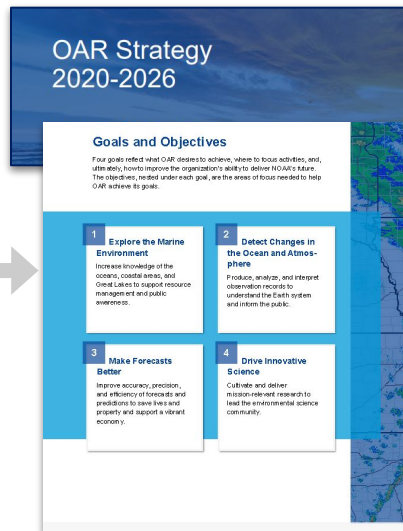 OAR Strategy
2020-2026
Goals and Objectives
Four goals reflect what OAR desires to achieve, where to focus activities, and,
ultimately, how to improve the organization's ability to deliver NOAA's future.
The objectives, nested under each goal, are the areas of focus needed to help
OAR achieve its goals.
1
Explore the Marine
Environment
Increase knowledge of the
oceans, coastal areas, and
Great Lakes to support resource
management and public
awareness.
2
Detect Changes in
the Ocean and Atmos-
phere
Produce, analyze, and interpret
observation records to
understand the Earth system
and inform the public.
3
Make Forecasts
Better
Improve accuracy, precision,
and efficiency of forecasts and
predictions to save lives and
property and support a vibrant
economy.
4
Drive Innovative
Science
Cultivate and deliver
mission-relevant research to
lead the environmental science
community.